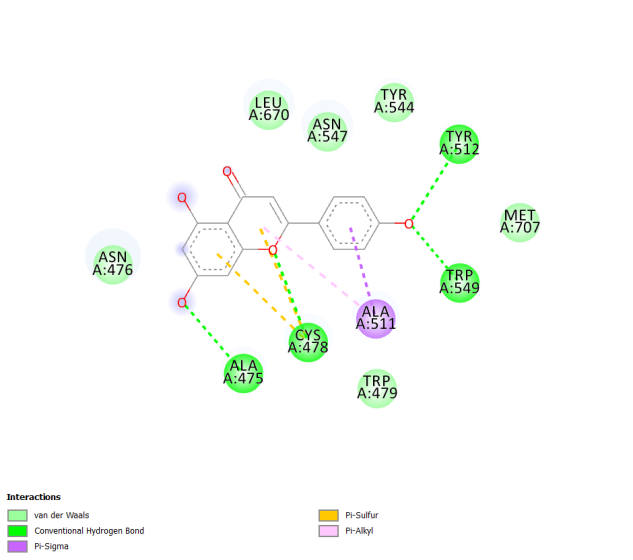 LEU
A:670
ASN
A:547
TYR
A:544
TYR
A:512
MET
A:707
O
O
O
O
O
ASN
A:476
TRP
A:549
ALA
A:511
CYS
A:478
ALA
A:475
TRP
A:479
Interactions
van der Waals
Conventional Hydrogen Bond
Pi-Sigma
Pi-Sulfur
Pi-Alkyl